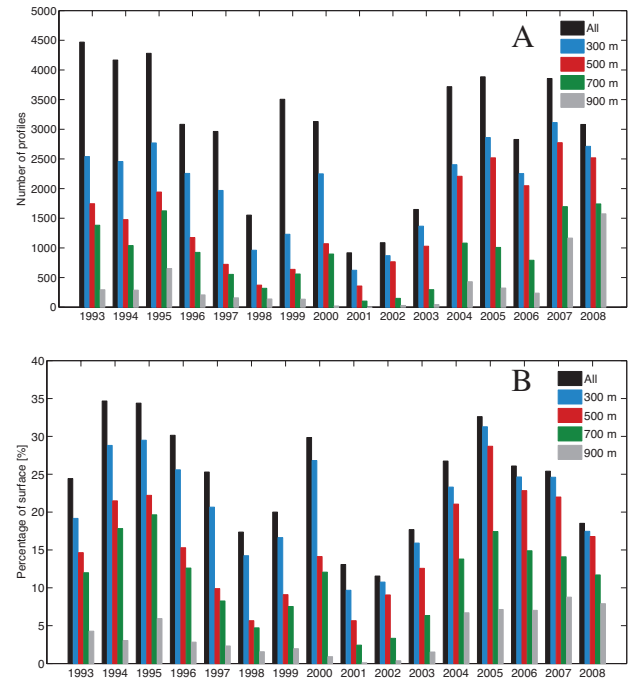 5000
4500
4000
3500
3000
2500
2000
1500
1000
500
0
Number of profiles
A
All
300 m
500 m
700 m
900 m
1993 1994 1995 1996 1997 1998 1999 2000 2001 2002 2003 2004 2005 2006 2007 2008
40
35
30
25
20
15
10
5
0
Percentage of surface [%]
B
All
300 m
500 m
700 m
900 m
1993 1994 1995 1996 1997 1998 1999 2000 2001 2002 2003 2004 2005 2006 2007 2008